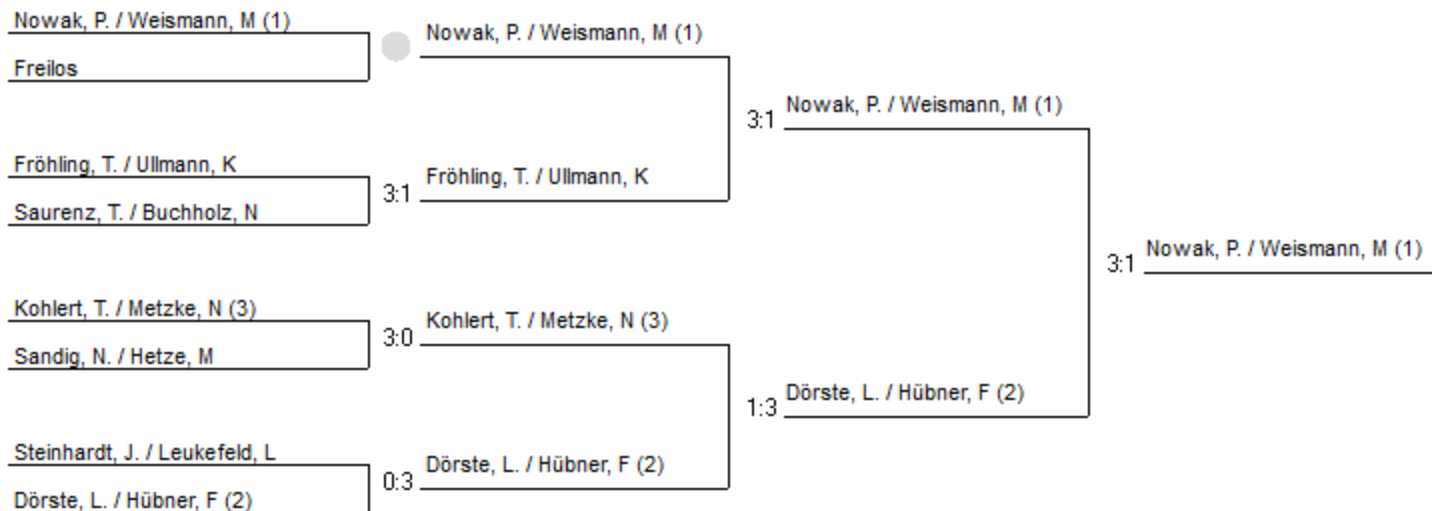 Nowak, P. / Weismann, M (1)
Freilos
Fröhling, T. / Ullmann, K
Saurenz, T. / Buchholz, N
Kohlert, T. / Metzke, N (3)
Sandig, N. / Hetze, M
Steinhardt, J. / Leukefeld, L
Dörste, L. / Hübner, F (2)
Nowak, P. / Weismann, M (1)
3:1 Fröhling, T. / Ullmann, K
3:0 Kohlert, T. / Metzke, N (3)
0:3 Dörste, L. / Hübner, F (2)
3:1 Nowak, P. / Weismann, M (1)
1:3 Dörste, L. / Hübner, F (2)
3:1 Nowak, P. / Weismann, M (1)